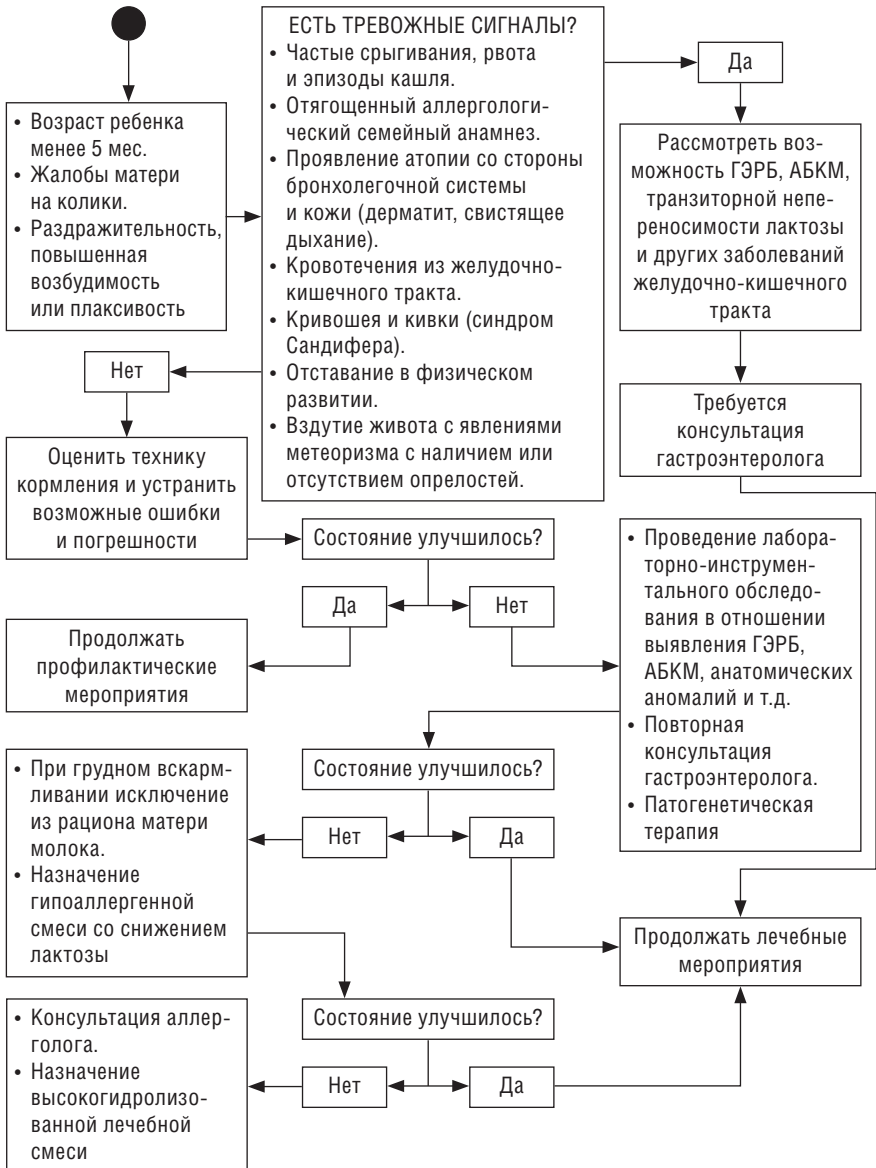 ЕСТЬ ТРЕВОЖНЫЕ СИГНАЛЫ?
• Частые срыгивания, рвота
и эпизоды кашля.
• Отягощенный аллергологи-
ческий семейный анамнез.
• Проявление атопии со стороны
бронхолегочной системы
и кожи (дерматит, свистящее
дыхание).
• Кровотечения из желудочно-
кишечного тракта.
• Кривошея и кивки (синдром
Сандифера).
• Отставание в физическом
развитии.
• Вздутие живота с явлениями
метеоризма с наличием или
отсутствием опрелостей.
• Возраст ребенка
менее 5 мес.
• Жалобы матери
на колики.
• Раздражительность,
повышенная
возбудимость
или плаксивость
Да
Рассмотреть воз-
можность ГЭРБ, АБКМ,
транзиторной непе-
реносимости лактозы
и других заболеваний
желудочно-кишечного
тракта
Нет
Требуется
консультация
гастроэнтеролога
Оценить технику
кормления и устранить
возможные ошибки
и погрешности
Состояние улучшилось?
Да
Нет
Продолжать
профилактические
мероприятия
• Проведение лабора-
торно-инструмен-
тального обследо-
вания в отношении
выявления ГЭРБ,
АБКМ, анатомических
аномалий и т.д.
• Повторная
консультация
гастроэнтеролога.
• Патогенетическая
терапия
Состояние улучшилось?
Нет
Да
• При грудном вскарм-
ливании исключение
из рациона матери
молока.
• Назначение
гипоаллергенной
смеси со снижением
лактозы
Продолжать лечебные
мероприятия
Состояние улучшилось?
Нет
Да
• Консультация аллер-
голога.
• Назначение
высокогидролизо-
ванной лечебной
смеси